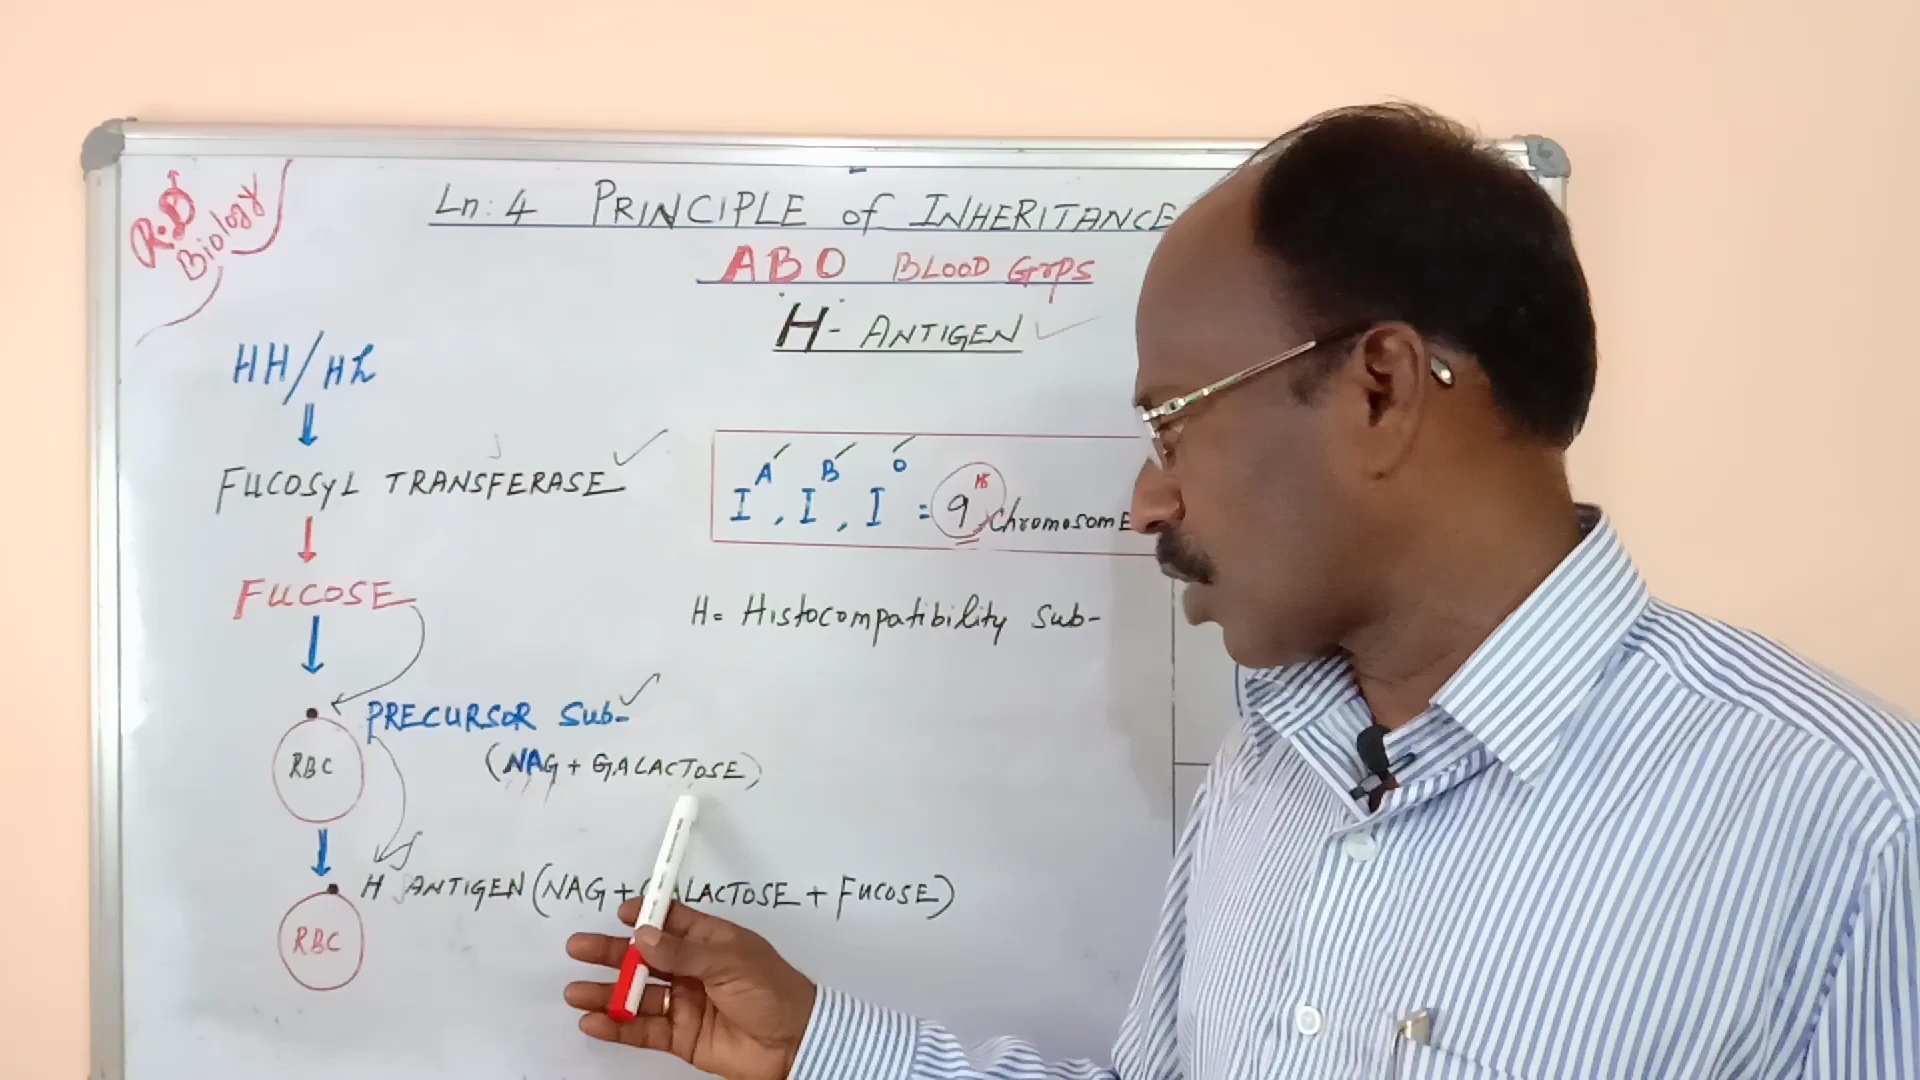 R.D
Biology
Ln: 4 PRINCIPLE of INHERITANCE
ABO BLOOD Grps
H- ANTIGEN
HH/Hh
FUCOSYL TRANSFERASE
FUCOSE
PRECURSOR Sub-
(NAG + GALACTOSE)
RBC
H ANTIGEN (NAG + GALACTOSE + FUCOSE)
RBC
I^A, I^B, I^O = 9th Chromosome
H= Histocompatibility Sub-